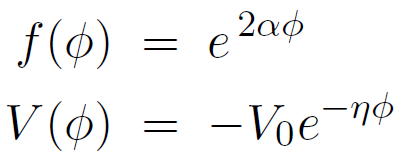 f(ϕ) = e^{2αϕ}
V(ϕ) = −V₀e^{−ηϕ}